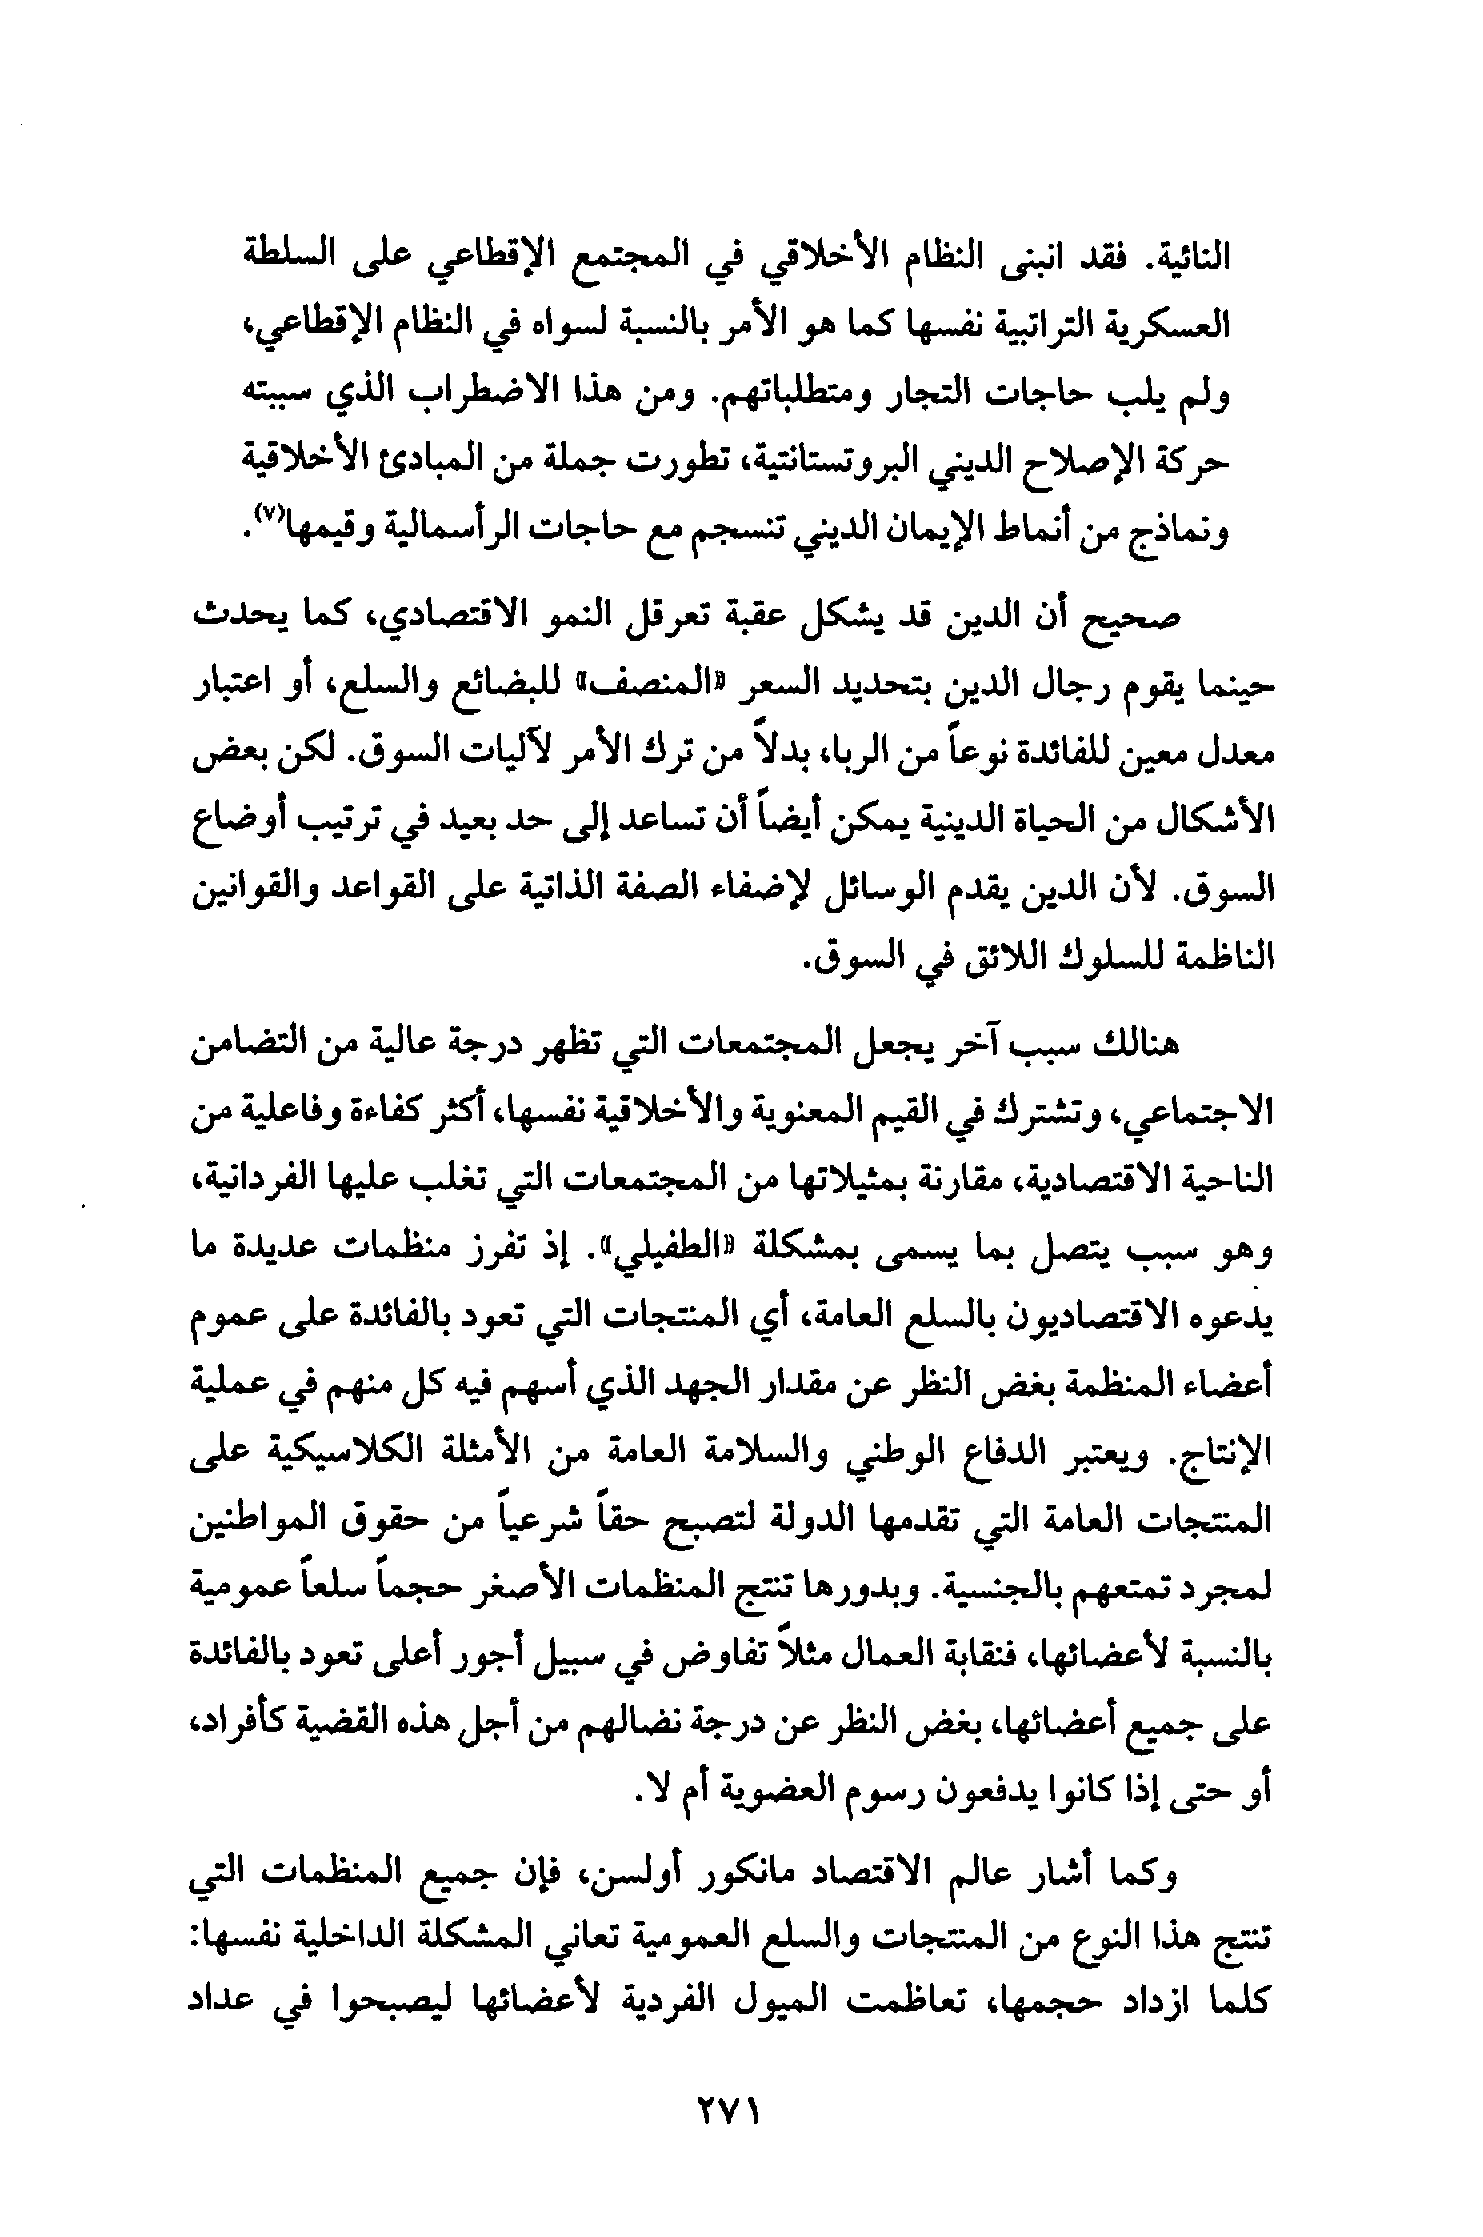 النائية. فقد انبنى النظام الأخلاقي في المجتمع الإقطاعي على السلطة
العسكرية التراتبية نفسها كما هو الأمر بالنسبة لسواه في النظام الإقطاعي،
ولم يلب حاجات التجار ومتطلباتهم. ومن هذا الاضطراب الذي سببته
حركة الإصلاح الديني البروتستانتية، تطورت جملة من المبادئ الأخلاقية
ونماذج من أنماط الإيمان الديني تنسجم مع حاجات الرأسمالية وقيمها(٧).
صحيح أن الدين قد يشكل عقبة تعرقل النمو الاقتصادي، كما يحدث
حينما يقوم رجال الدين بتحديد السعر «المنصف» للبضائع والسلع، أو اعتبار
معدل معين للفائدة نوعاً من الربا، بدلاً من ترك الأمر لآليات السوق. لكن بعض
الأشكال من الحياة الدينية يمكن أيضاً أن تساعد إلى حد بعيد في ترتيب أوضاع
السوق. لأن الدين يقدم الوسائل لإضفاء الصفة الذاتية على القواعد والقوانين
الناظمة للسلوك اللائق في السوق.
هنالك سبب آخر يجعل المجتمعات التي تظهر درجة عالية من التضامن
الاجتماعي، وتشترك في القيم المعنوية والأخلاقية نفسها، أكثر كفاءة وفاعلية من
الناحية الاقتصادية، مقارنة بمثيلاتها من المجتمعات التي تغلب عليها الفردانية،
وهو سبب يتصل بما يسمى بمشكلة «الطفيلي». إذ تفرز منظمات عديدة ما
يدعوه الاقتصاديون بالسلع العامة، أي المنتجات التي تعود بالفائدة على عموم
أعضاء المنظمة بغض النظر عن مقدار الجهد الذي أسهم فيه كل منهم في عملية
الإنتاج. ويعتبر الدفاع الوطني والسلامة العامة من الأمثلة الكلاسيكية على
المنتجات العامة التي تقدمها الدولة لتصبح حقاً شرعياً من حقوق المواطنين
لمجرد تمتعهم بالجنسية. وبدورها تنتج المنظمات الأصغر حجماً سلعاً عمومية
بالنسبة لأعضائها، فنقابة العمال مثلاً تفاوض في سبيل أجور أعلى تعود بالفائدة
على جميع أعضائها، بغض النظر عن درجة نضالهم من أجل هذه القضية كأفراد،
أو حتى إذا كانوا يدفعون رسوم العضوية أم لا.
وكما أشار عالم الاقتصاد مانكور أولسن، فإن جميع المنظمات التي
تنتج هذا النوع من المنتجات والسلع العمومية تعاني المشكلة الداخلية نفسها:
كلما ازداد حجمها، تعاظمت الميول الفردية لأعضائها ليصبحوا في عداد
٢٧١